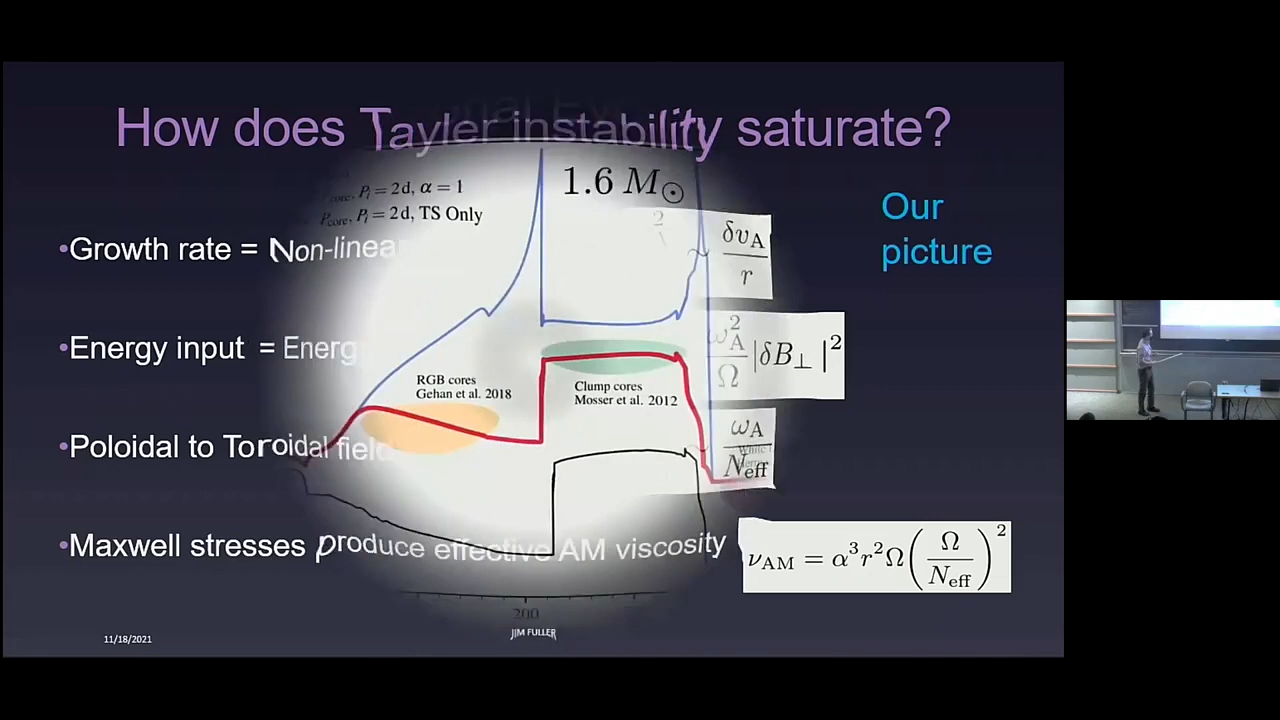 How does Tayler instability saturate?
P_core, P_i = 2d, α = 1
P_core, P_i = 2d, TS Only
1.6 M☉
Our
picture
•Growth rate = Non-linear
δv_A / r
•Energy input = Energ
ω_A^2 / Ω |δB_⊥|^2
RGB cores
Gehan et al. 2018
Clump cores
Mosser et al. 2012
•Poloidal to Toroidal field
ω_A / N_eff
•Maxwell stresses produce effective AM viscosity
ν_AM = α^3 r^2 Ω (Ω / N_eff)^2
200
11/18/2021
JIM FULLER